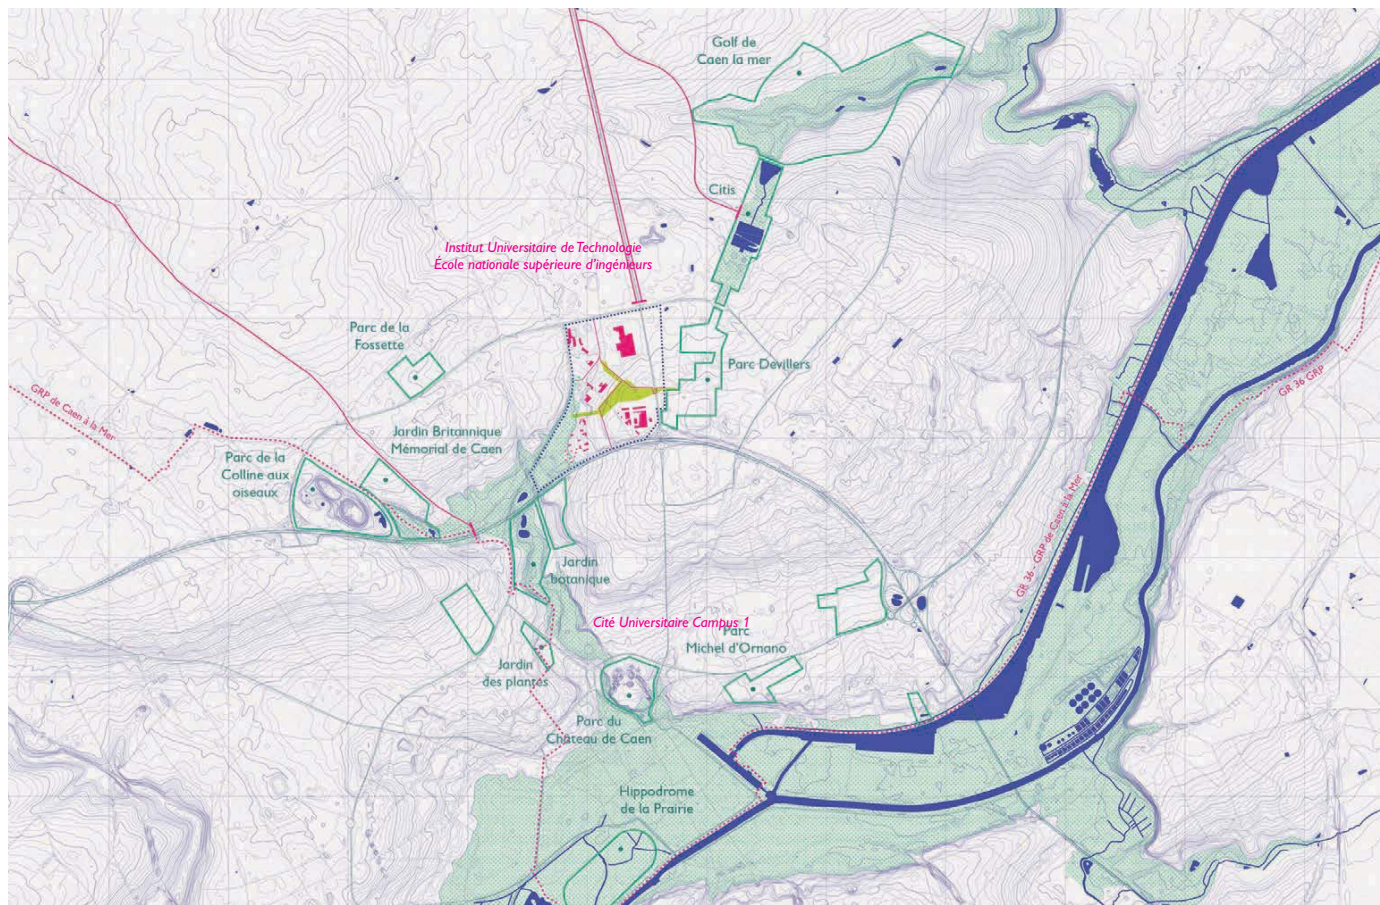 Golf de
Caen la mer
Citis
Institut Universitaire de Technologie
École nationale supérieure d'ingénieurs
Parc de la
Fossette
Parc Devillers
GRP de Caen à la Mer
GR 36 GRP
Jardin Britannique
Mémorial de Caen
Parc de la
Colline aux
oiseaux
GR 36 - GRP de Caen à la Mer
Jardin
botanique
Cité Universitaire Campus 1
Parc
Michel d'Ornano
Jardin
des plantes
Parc du
Château de Caen
Hippodrome
de la Prairie